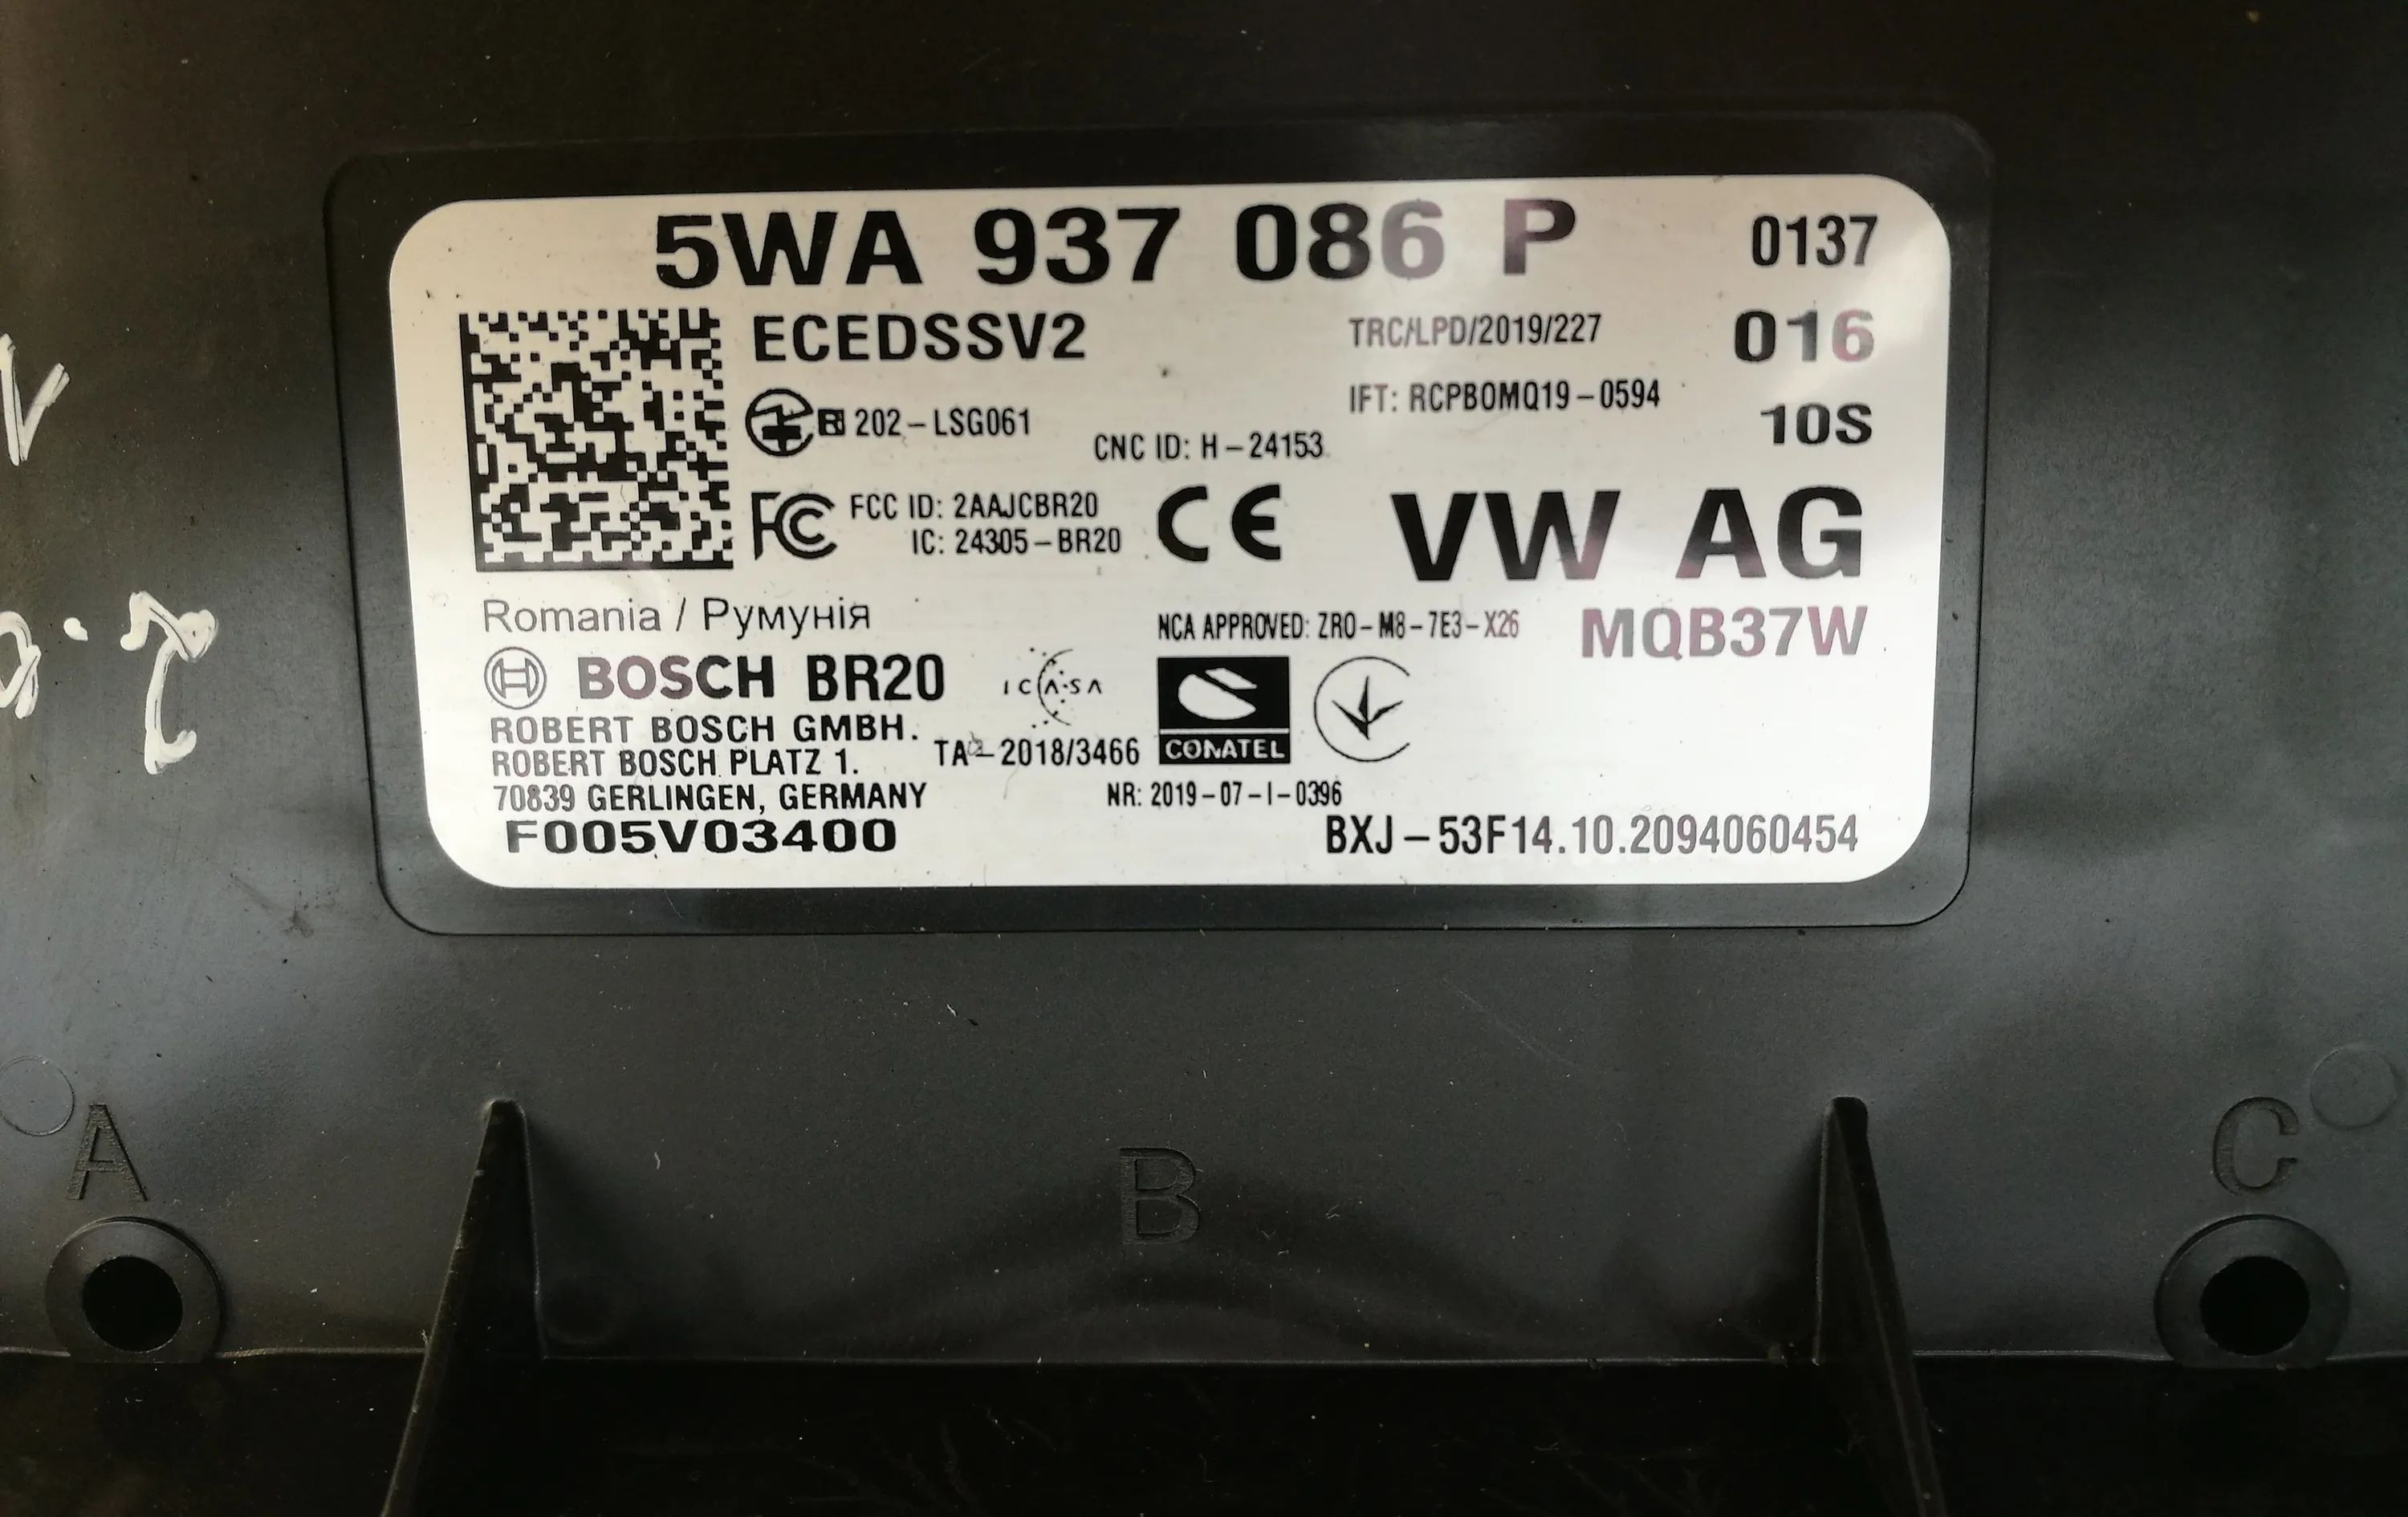 5WA 937 086 P 0137
ECEDSSV2 TRC/LPD/2019/227 016
IFT: RCPBOMQ19-0594 10S
R 202-LSG061
CNC ID: H-24153
FCC ID: 2AAJCBR20
IC: 24305-BR20
CE VW AG
Romania / Румунія
NCA APPROVED: ZRO-M8-7E3-X26 MQB37W
BOSCH BR20
ICASA
ROBERT BOSCH GMBH.
ROBERT BOSCH PLATZ 1.
TA-2018/3466 CONATEL
70839 GERLINGEN, GERMANY
NR: 2019-07-I-0396
F005V03400
BXJ-53F14.10.2094060454
A
B
C